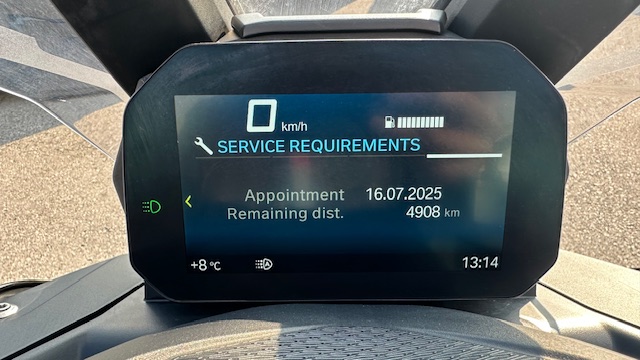 0 km/h
SERVICE REQUIREMENTS
Appointment 16.07.2025
Remaining dist. 4908 km
+8 °C 13:14